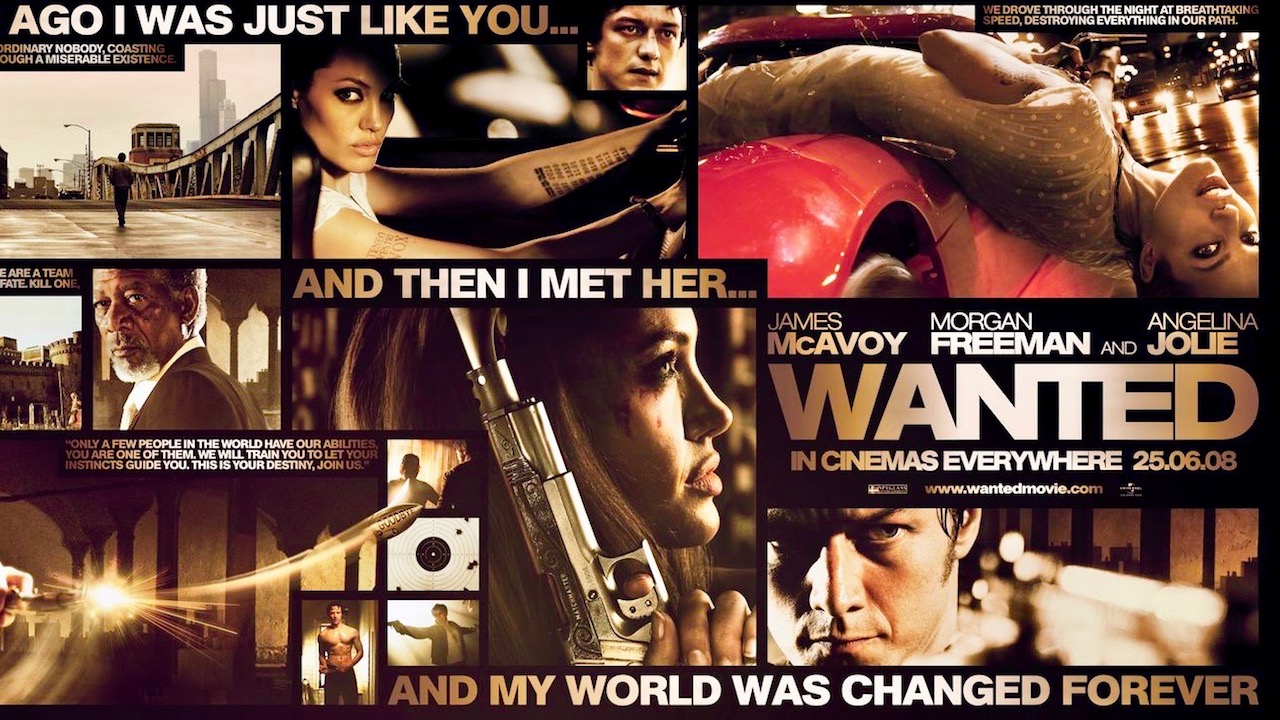 AGO I WAS JUST LIKE YOU...
ORDINARY NOBODY, COASTING
OUGH A MISERABLE EXISTENCE.
WE DROVE THROUGH THE NIGHT AT BREATHTAKING
SPEED, DESTROYING EVERYTHING IN OUR PATH.
E ARE A TEAM
FATE. KILL ONE,
AND THEN I MET HER...
JAMES
McAVOY
MORGAN
FREEMAN
AND
ANGELINA
JOLIE
WANTED
IN CINEMAS EVERYWHERE 25.06.08
www.wantedmovie.com
"ONLY A FEW PEOPLE IN THE WORLD HAVE OUR ABILITIES,
YOU ARE ONE OF THEM. WE WILL TRAIN YOU TO LET YOUR
INSTINCTS GUIDE YOU. THIS IS YOUR DESTINY, JOIN US."
GOODBYE
MATCHMASTER
AND MY WORLD WAS CHANGED FOREVER